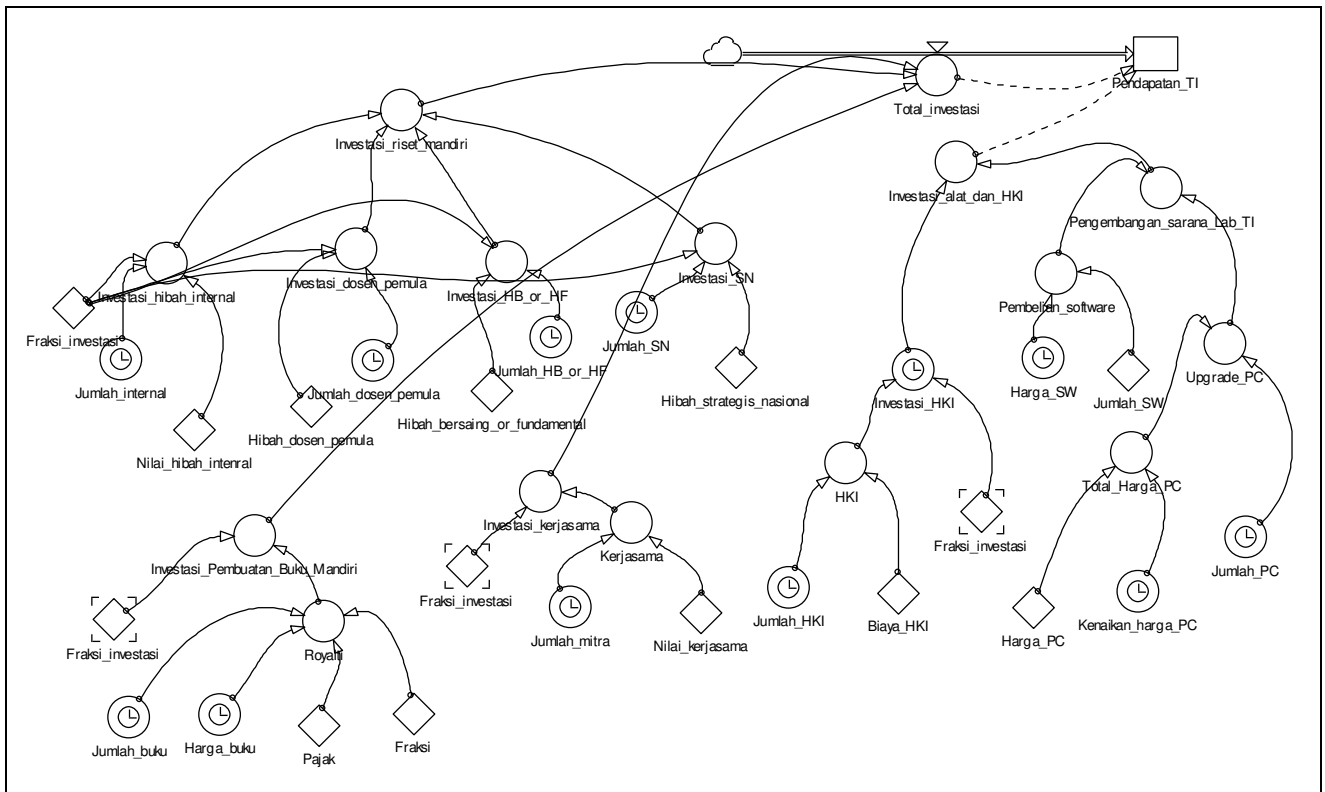 Pendapatan_TI
Total_investasi
Investasi_riset_mandiri
Investasi_alat_dan_HKI
Pengembangan_sarana_Lab_TI
Investasi_hibah_internal
Investasi_dosen_pemula
Investasi_HB_or_HF
Investasi_SN
Pembelian_software
Fraksi_investasi
Jumlah_internal
Jumlah_dosen_pemula
Jumlah_HB_or_HF
Jumlah_SN
Hibah_strategis_nasional
Investasi_HKI
Harga_SW
Jumlah_SW
Upgrade_PC
Nilai_hibah_intenral
Hibah_dosen_pemula
Hibah_bersaing_or_fundamental
HKI
Total_Harga_PC
Investasi_Pembuatan_Buku_Mandiri
Investasi_kerjasama
Kerjasama
Fraksi_investasi
Jumlah_PC
Fraksi_investasi
Fraksi_investasi
Royalti
Jumlah_mitra
Nilai_kerjasama
Jumlah_HKI
Biaya_HKI
Harga_PC
Kenaikan_harga_PC
Jumlah_buku
Harga_buku
Pajak
Fraksi